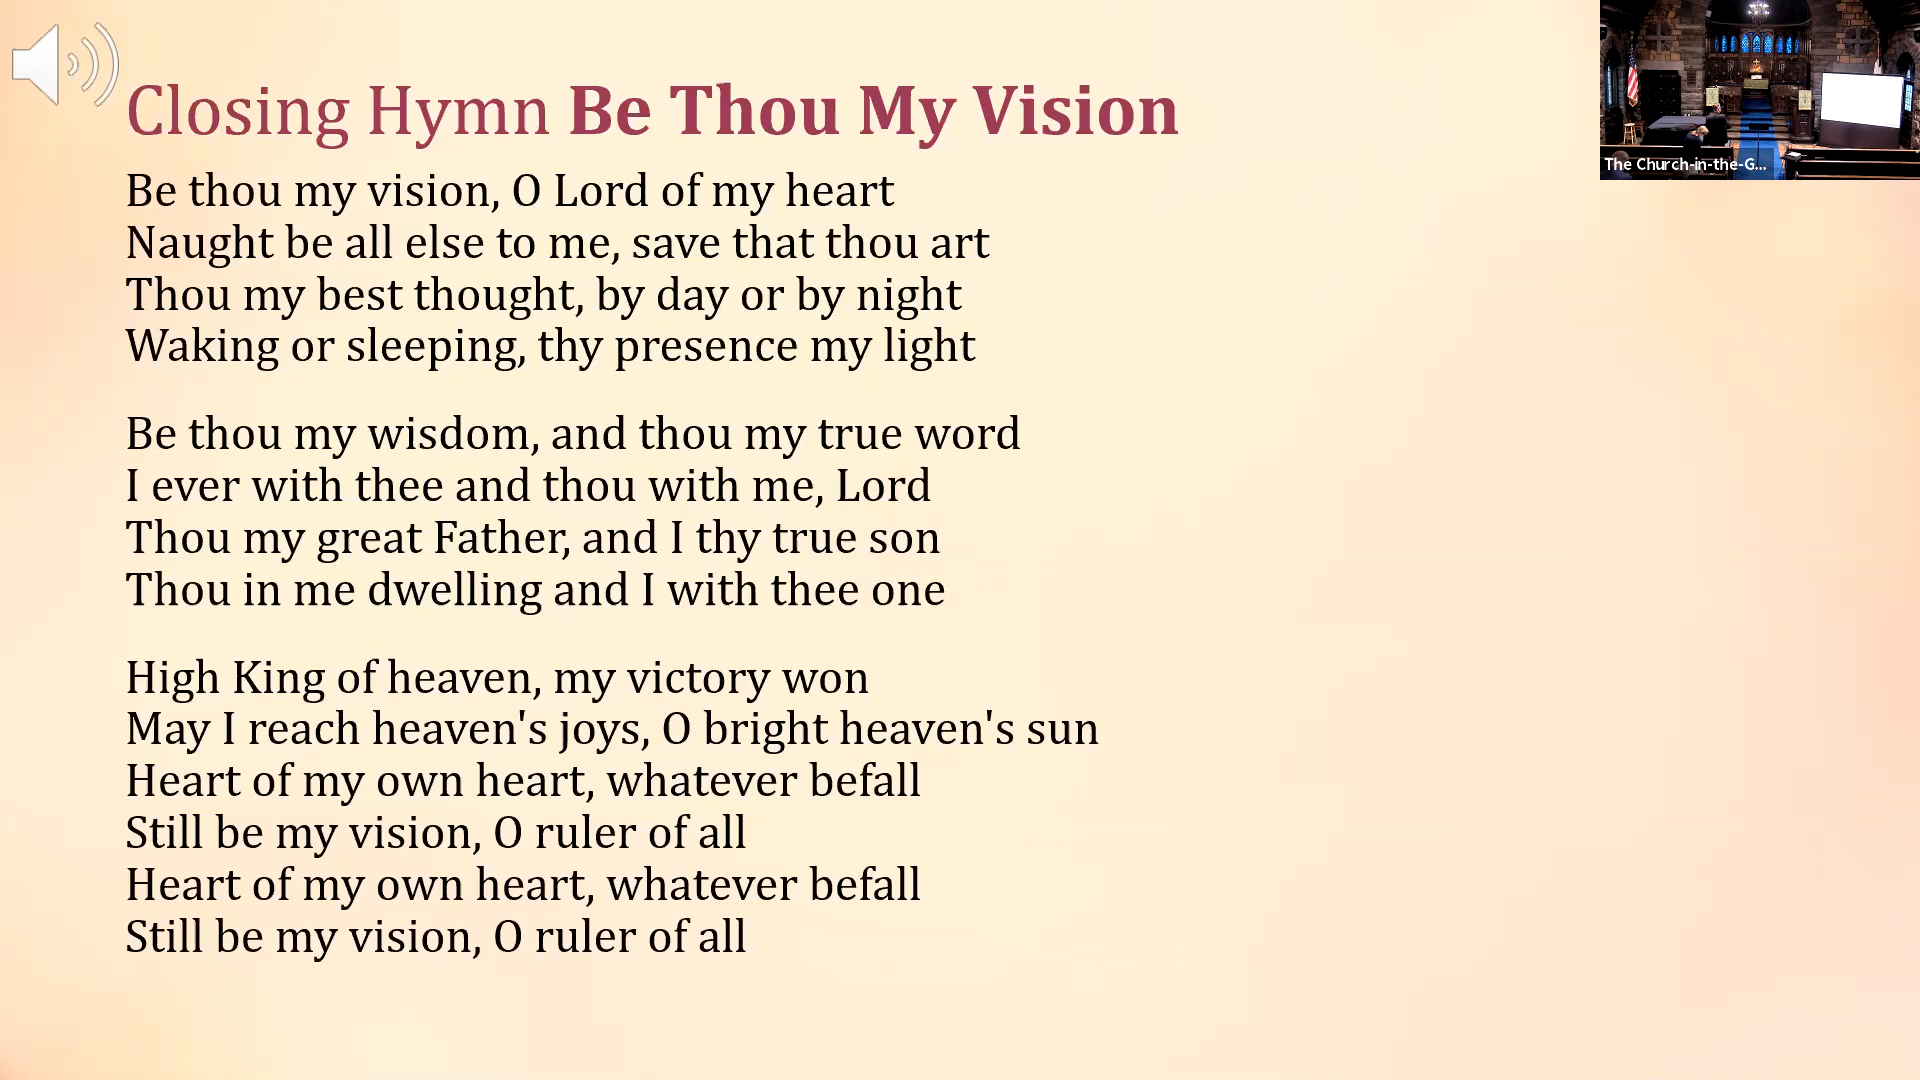 Closing Hymn Be Thou My Vision
Be thou my vision, O Lord of my heart
Naught be all else to me, save that thou art
Thou my best thought, by day or by night
Waking or sleeping, thy presence my light
Be thou my wisdom, and thou my true word
I ever with thee and thou with me, Lord
Thou my great Father, and I thy true son
Thou in me dwelling and I with thee one
High King of heaven, my victory won
May I reach heaven's joys, O bright heaven's sun
Heart of my own heart, whatever befall
Still be my vision, O ruler of all
Heart of my own heart, whatever befall
Still be my vision, O ruler of all
The Church-in-the-G...